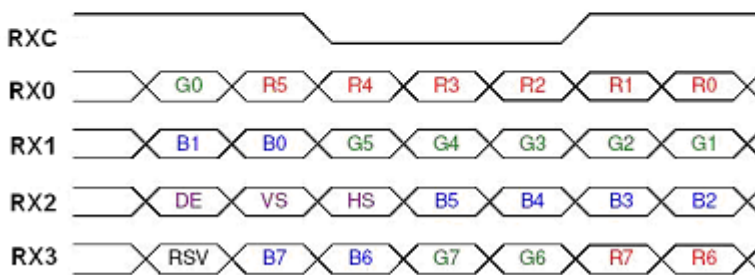 RXC
RX0 G0 R5 R4 R3 R2 R1 R0
RX1 B1 B0 G5 G4 G3 G2 G1
RX2 DE VS HS B5 B4 B3 B2
RX3 RSV B7 B6 G7 G6 R7 R6